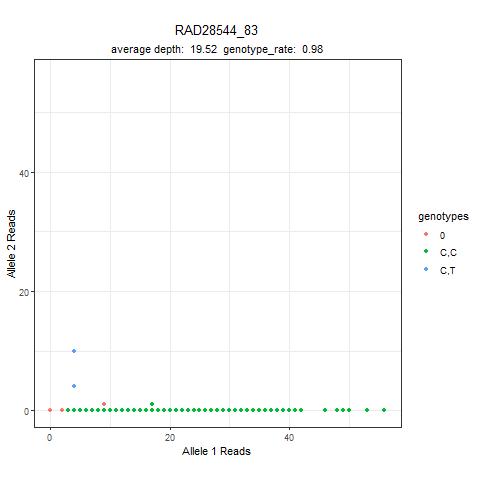 RAD28544_83
average depth: 19.52 genotype_rate: 0.98
40
20
0
0
20
40
Allele 2 Reads
Allele 1 Reads
genotypes
0
C,C
C,T